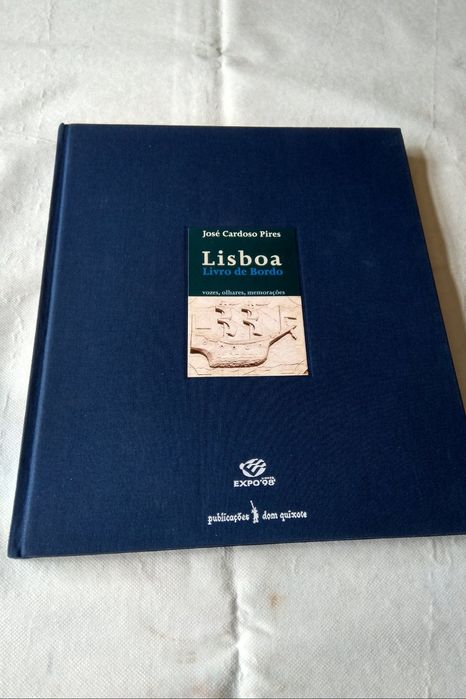 José Cardoso Pires
Lisboa
Livro de Bordo
vozes, olhares, memorações
EXPO'98
publicações dom quixote